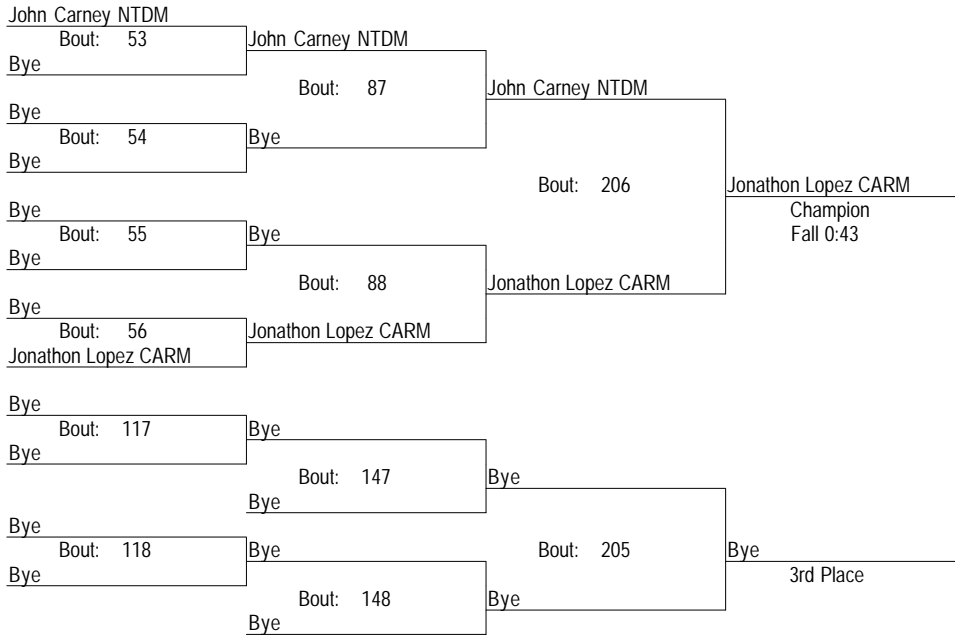 John Carney NTDM
Bout: 53
John Carney NTDM
Bye
Bout: 87
John Carney NTDM
Bye
Bout: 54
Bye
Bye
Bout: 206
Jonathon Lopez CARM
Champion
Fall 0:43
Bye
Bout: 55
Bye
Bye
Bout: 88
Jonathon Lopez CARM
Bye
Bout: 56
Jonathon Lopez CARM
Jonathon Lopez CARM
Bye
Bout: 117
Bye
Bye
Bout: 147
Bye
Bye
Bye
Bout: 118
Bye
Bout: 205
Bye
3rd Place
Bye
Bout: 148
Bye
Bye